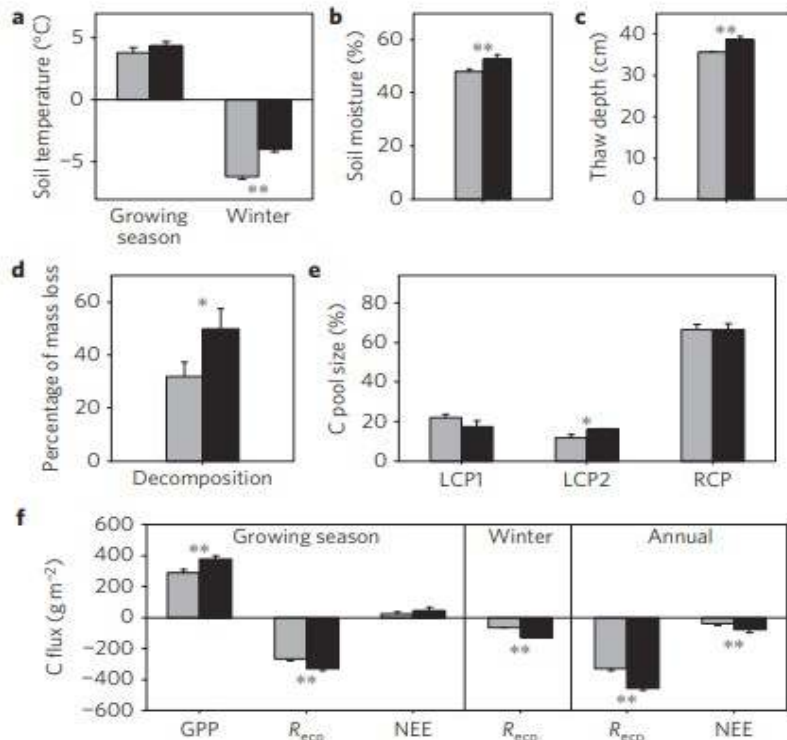 a
Soil temperature (°C)
5
0
−5
**
Growing season
Winter
b
Soil moisture (%)
60
40
20
0
**
c
Thaw depth (cm)
40
30
20
10
0
**
d
Percentage of mass loss
60
40
20
0
*
Decomposition
e
C pool size (%)
80
60
40
20
0
*
LCP1
LCP2
RCP
f
C flux (g m−2)
600
400
200
0
−200
−400
−600
Growing season
Winter
Annual
**
**
**
**
**
GPP
Reco
NEE
Reco
Reco
NEE